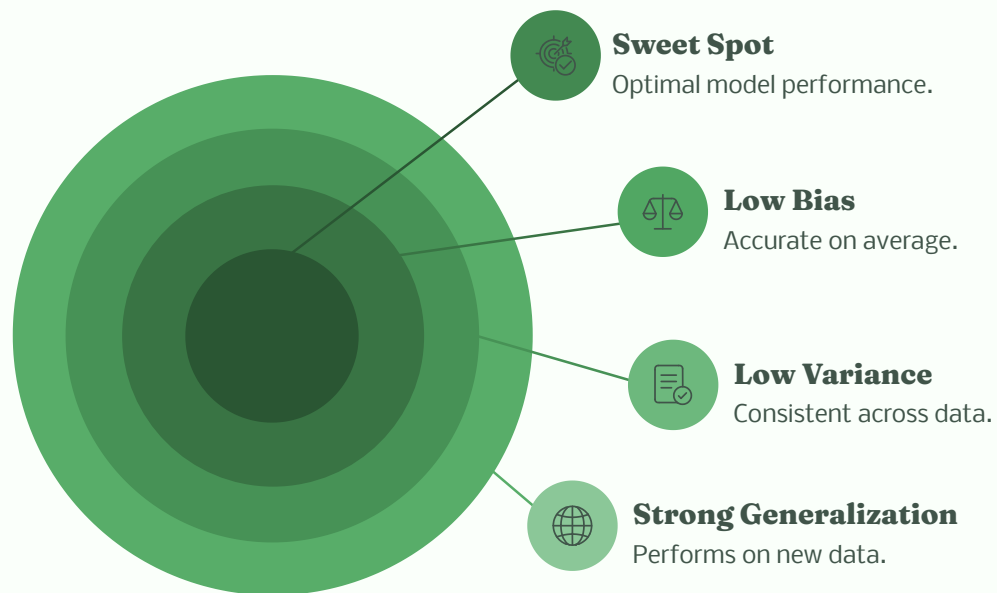 Sweet Spot
Optimal model performance.
Low Bias
Accurate on average.
Low Variance
Consistent across data.
Strong Generalization
Performs on new data.